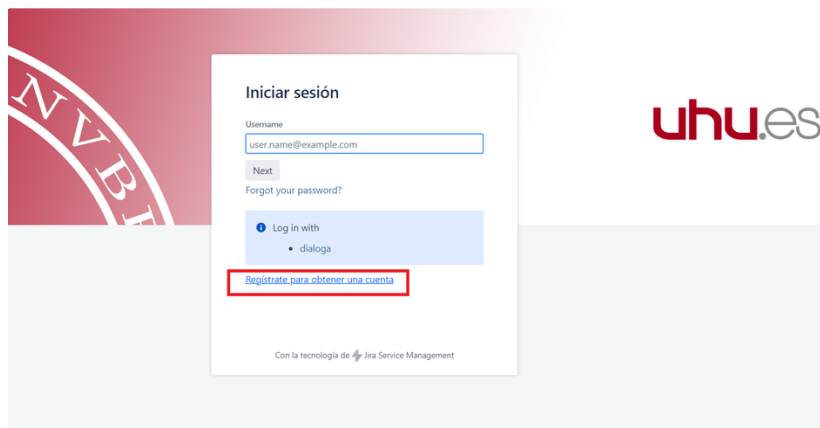 NVB
Iniciar sesión
uhu.es
Username
user.name@example.com
Next
Forgot your password?
Log in with
• dialoga
Regístrate para obtener una cuenta
Con la tecnología de Jira Service Management